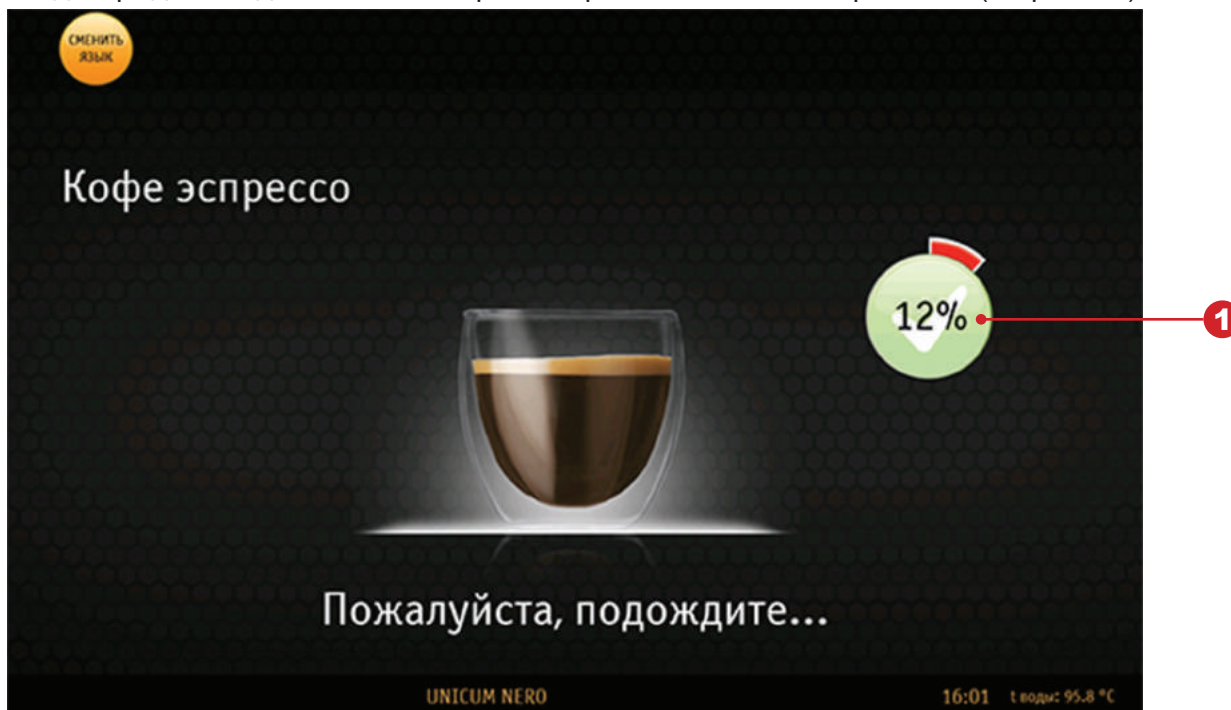 СМЕНИТЬ
ЯЗЫК
Кофе эспрессо
12%
1
Пожалуйста, подождите...
UNICUM NERO
16:01 t воды: 95.8 °C